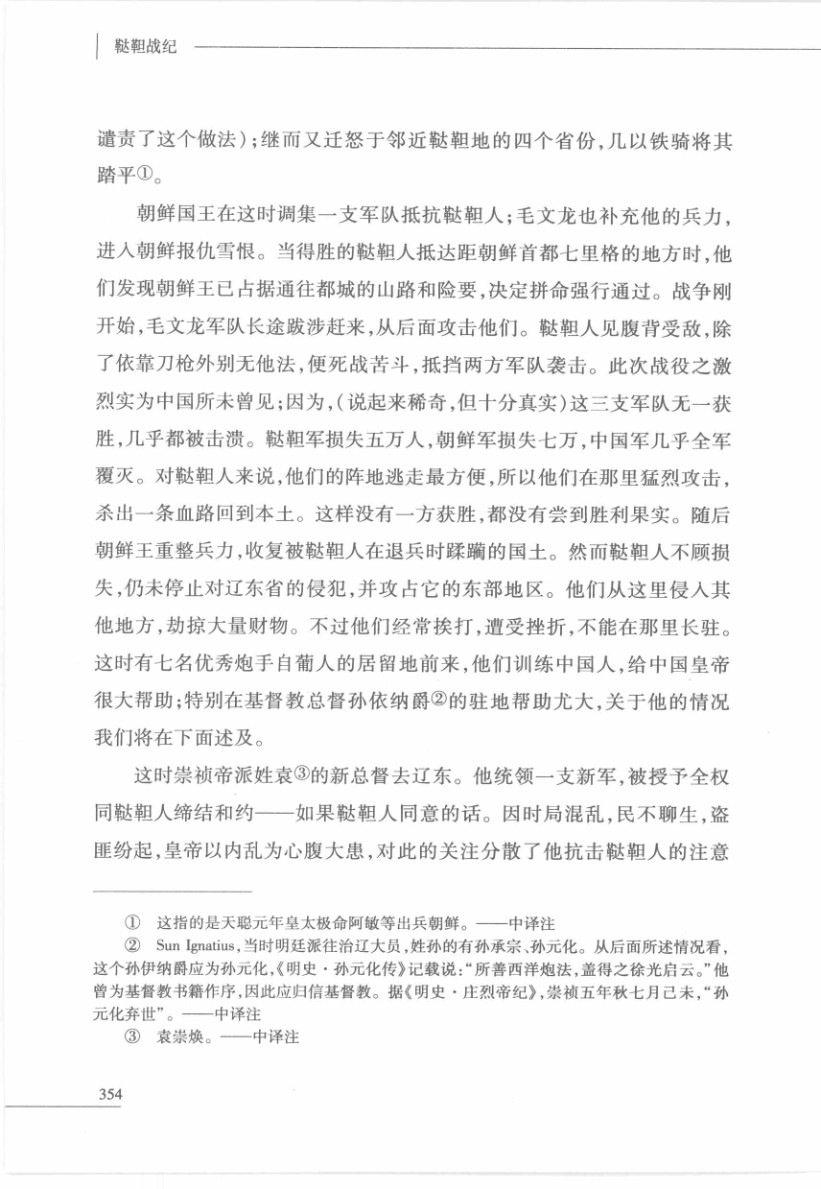 鞑靼战纪
谴责了这个做法);继而又迁怒于邻近鞑靼地的四个省份,几以铁骑将其
踏平①。
朝鲜国王在这时调集一支军队抵抗鞑靼人;毛文龙也补充他的兵力,
进入朝鲜报仇雪恨。当得胜的鞑靼人抵达距朝鲜首都七里格的地方时,他
们发现朝鲜王已占据通往都城的山路和险要,决定拼命强行通过。战争刚
开始,毛文龙军队长途跋涉赶来,从后面攻击他们。鞑靼人见腹背受敌,除
了依靠刀枪外别无他法,便死战苦斗,抵挡两方军队袭击。此次战役之激
烈实为中国所未曾见;因为,(说起来稀奇,但十分真实)这三支军队无一获
胜,几乎都被击溃。鞑靼军损失五万人,朝鲜军损失七万,中国军几乎全军
覆灭。对鞑靼人来说,他们的阵地逃走最方便,所以他们在那里猛烈攻击,
杀出一条血路回到本土。这样没有一方获胜,都没有尝到胜利果实。随后
朝鲜王重整兵力,收复被鞑靼人在退兵时蹂躏的国土。然而鞑靼人不顾损
失,仍未停止对辽东省的侵犯,并攻占它的东部地区。他们从这里侵入其
他地方,劫掠大量财物。不过他们经常挨打,遭受挫折,不能在那里长驻。
这时有七名优秀炮手自葡人的居留地前来,他们训练中国人,给中国皇帝
很大帮助;特别在基督教总督孙依纳爵②的驻地帮助尤大,关于他的情况
我们将在下面述及。
这时崇祯帝派姓袁③的新总督去辽东。他统领一支新军,被授予全权
同鞑靼人缔结和约——如果鞑靼人同意的话。因时局混乱,民不聊生,盗
匪纷起,皇帝以内乱为心腹大患,对此的关注分散了他抗击鞑靼人的注意
① 这指的是天聪元年皇太极命阿敏等出兵朝鲜。——中译注
② Sun Ignatius,当时明廷派往治辽大员,姓孙的有孙承宗、孙元化。从后面所述情况看,
这个孙伊纳爵应为孙元化,《明史·孙元化传》记载说:“所善西洋炮法,盖得之徐光启云。”他
曾为基督教书籍作序,因此应归信基督教。据《明史·庄烈帝纪》,崇祯五年秋七月己未,“孙
元化弃世”。——中译注
③ 袁崇焕。——中译注
354